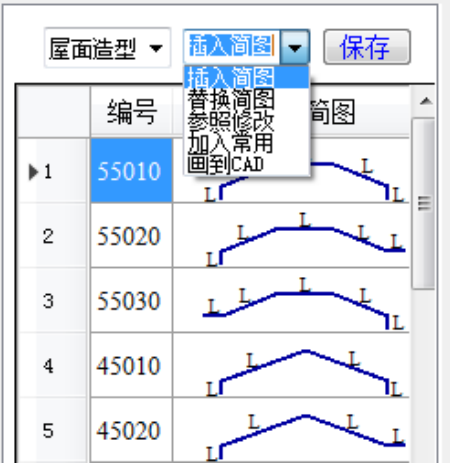 屋面造型 插入简图 保存
插入简图
替换简图
参照修改
加入常用
画到CAD
编号 简图
1 55010 L L
2 55020 L L L L L
3 55030 L L L L L
4 45010 L L L L
5 45020 L L L L